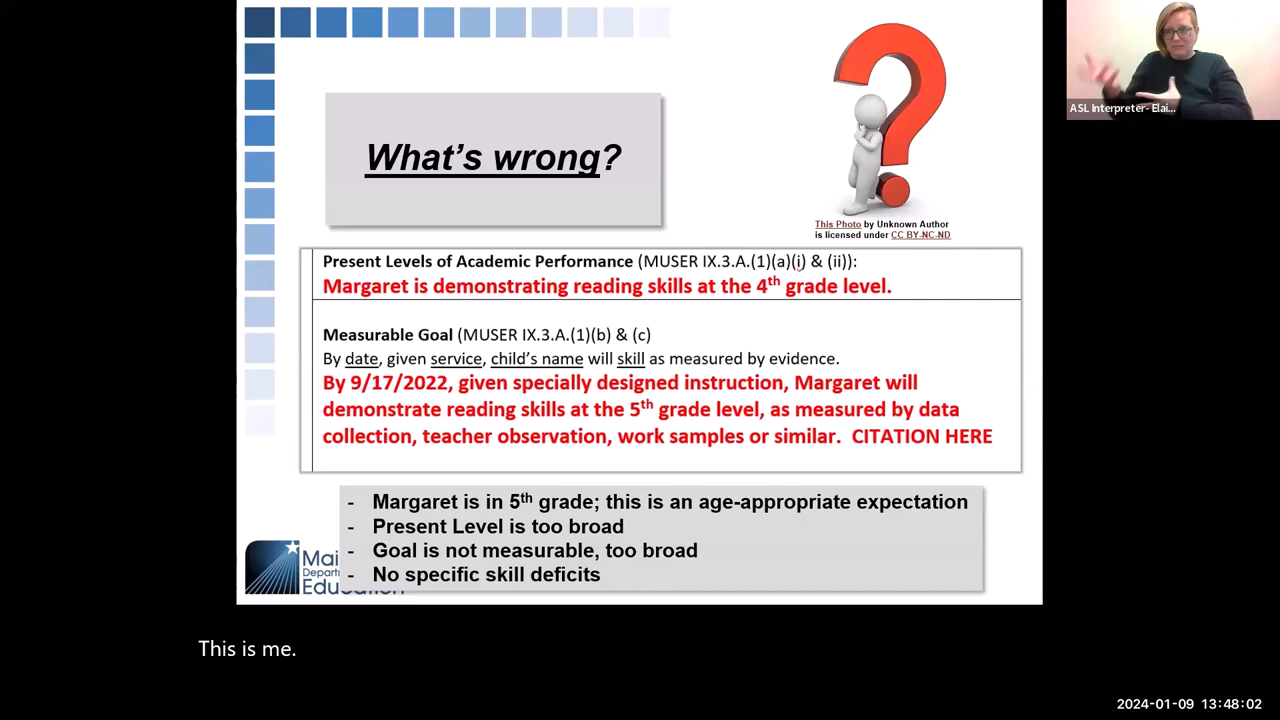 ASL Interpreter- Elai...
What's wrong?
This Photo by Unknown Author
is licensed under CC BY-NC-ND
Present Levels of Academic Performance (MUSER IX.3.A.(1)(a)(i) & (ii)):
Margaret is demonstrating reading skills at the 4th grade level.
Measurable Goal (MUSER IX.3.A.(1)(b) & (c)
By date, given service, child's name will skill as measured by evidence.
By 9/17/2022, given specially designed instruction, Margaret will
demonstrate reading skills at the 5th grade level, as measured by data
collection, teacher observation, work samples or similar. CITATION HERE
- Margaret is in 5th grade; this is an age-appropriate expectation
- Present Level is too broad
- Goal is not measurable, too broad
- No specific skill deficits
Mai
Depart
Education
This is me.
2024-01-09 13:48:02